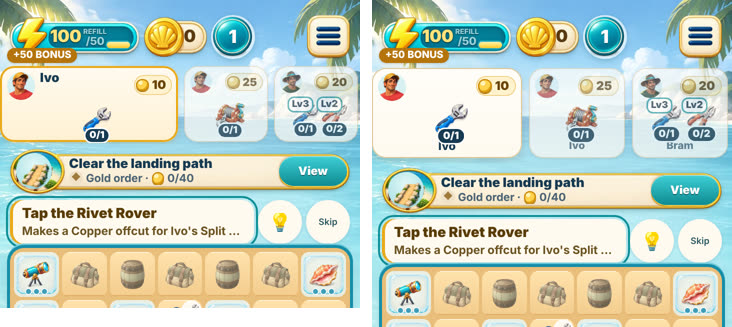 100 REFILL /50
+50 BONUS
0
1
Ivo
10
0/1
25
0/1
20
Lv3 Lv2
0/1 0/2
Clear the landing path
Gold order · 0/40
View
Tap the Rivet Rover
Makes a Copper offcut for Ivo's Split ...
Skip
100 REFILL /50
+50 BONUS
0
1
10
0/1
Ivo
25
0/1
Ivo
20
Lv3 Lv2
0/1 0/2
Bram
Clear the landing path
Gold order · 0/40
View
Tap the Rivet Rover
Makes a Copper offcut for Ivo's Split ...
Skip